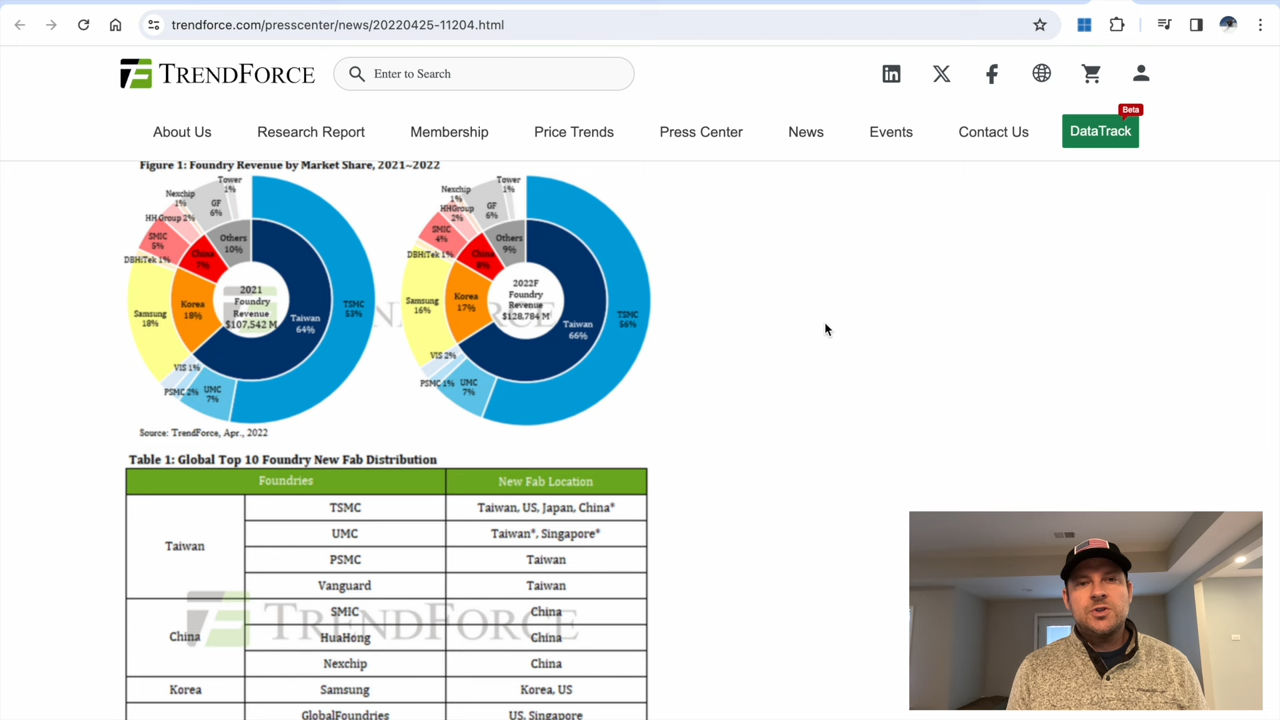 trendforce.com/presscenter/news/20220425-11204.html
TRENDFORCE
Enter to Search
Beta
About Us
Research Report
Membership
Price Trends
Press Center
News
Events
Contact Us
DataTrack
Figure 1: Foundry Revenue by Market Share, 2021~2022
Tower
1%
Nexchip
1%
GF
6%
HH Group 2%
SMIC
5%
Others
10%
China
7%
DBHiTek 1%
Korea
18%
Samsung
18%
2021
Foundry
Revenue
$107,542 M
TSMC
53%
Taiwan
64%
VIS 1%
PSMC 2%
UMC
7%
Tower
1%
Nexchip
1%
HHGroup
2%
GF
6%
SMIC
4%
Others
9%
China
DBHiTek 1%
Korea
17%
Samsung
16%
2022F
Foundry
Revenue
$128,784 M
TSMC
56%
Taiwan
66%
VIS 2%
PSMC 1%
UMC
7%
Source: TrendForce, Apr., 2022
Table 1: Global Top 10 Foundry New Fab Distribution
Foundries
New Fab Location
Taiwan
TSMC
Taiwan, US, Japan, China*
UMC
Taiwan*, Singapore*
PSMC
Taiwan
Vanguard
Taiwan
China
SMIC
China
HuaHong
China
Nexchip
China
TRENDFORCE
Korea
Samsung
Korea, US
GlobalFoundries
US, Singapore